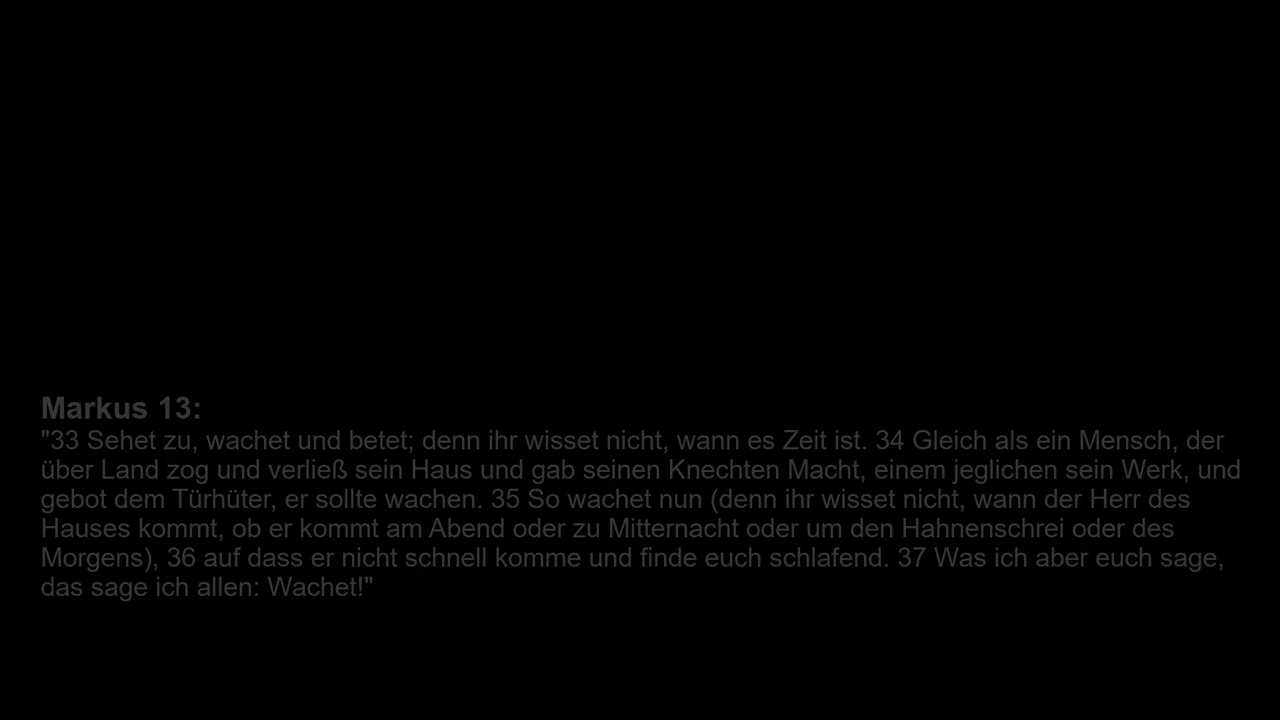 Markus 13:
"33 Sehet zu, wachet und betet; denn ihr wisset nicht, wann es Zeit ist. 34 Gleich als ein Mensch, der
über Land zog und verließ sein Haus und gab seinen Knechten Macht, einem jeglichen sein Werk, und
gebot dem Türhüter, er sollte wachen. 35 So wachet nun (denn ihr wisset nicht, wann der Herr des
Hauses kommt, ob er kommt am Abend oder zu Mitternacht oder um den Hahnenschrei oder des
Morgens), 36 auf dass er nicht schnell komme und finde euch schlafend. 37 Was ich aber euch sage,
das sage ich allen: Wachet!"